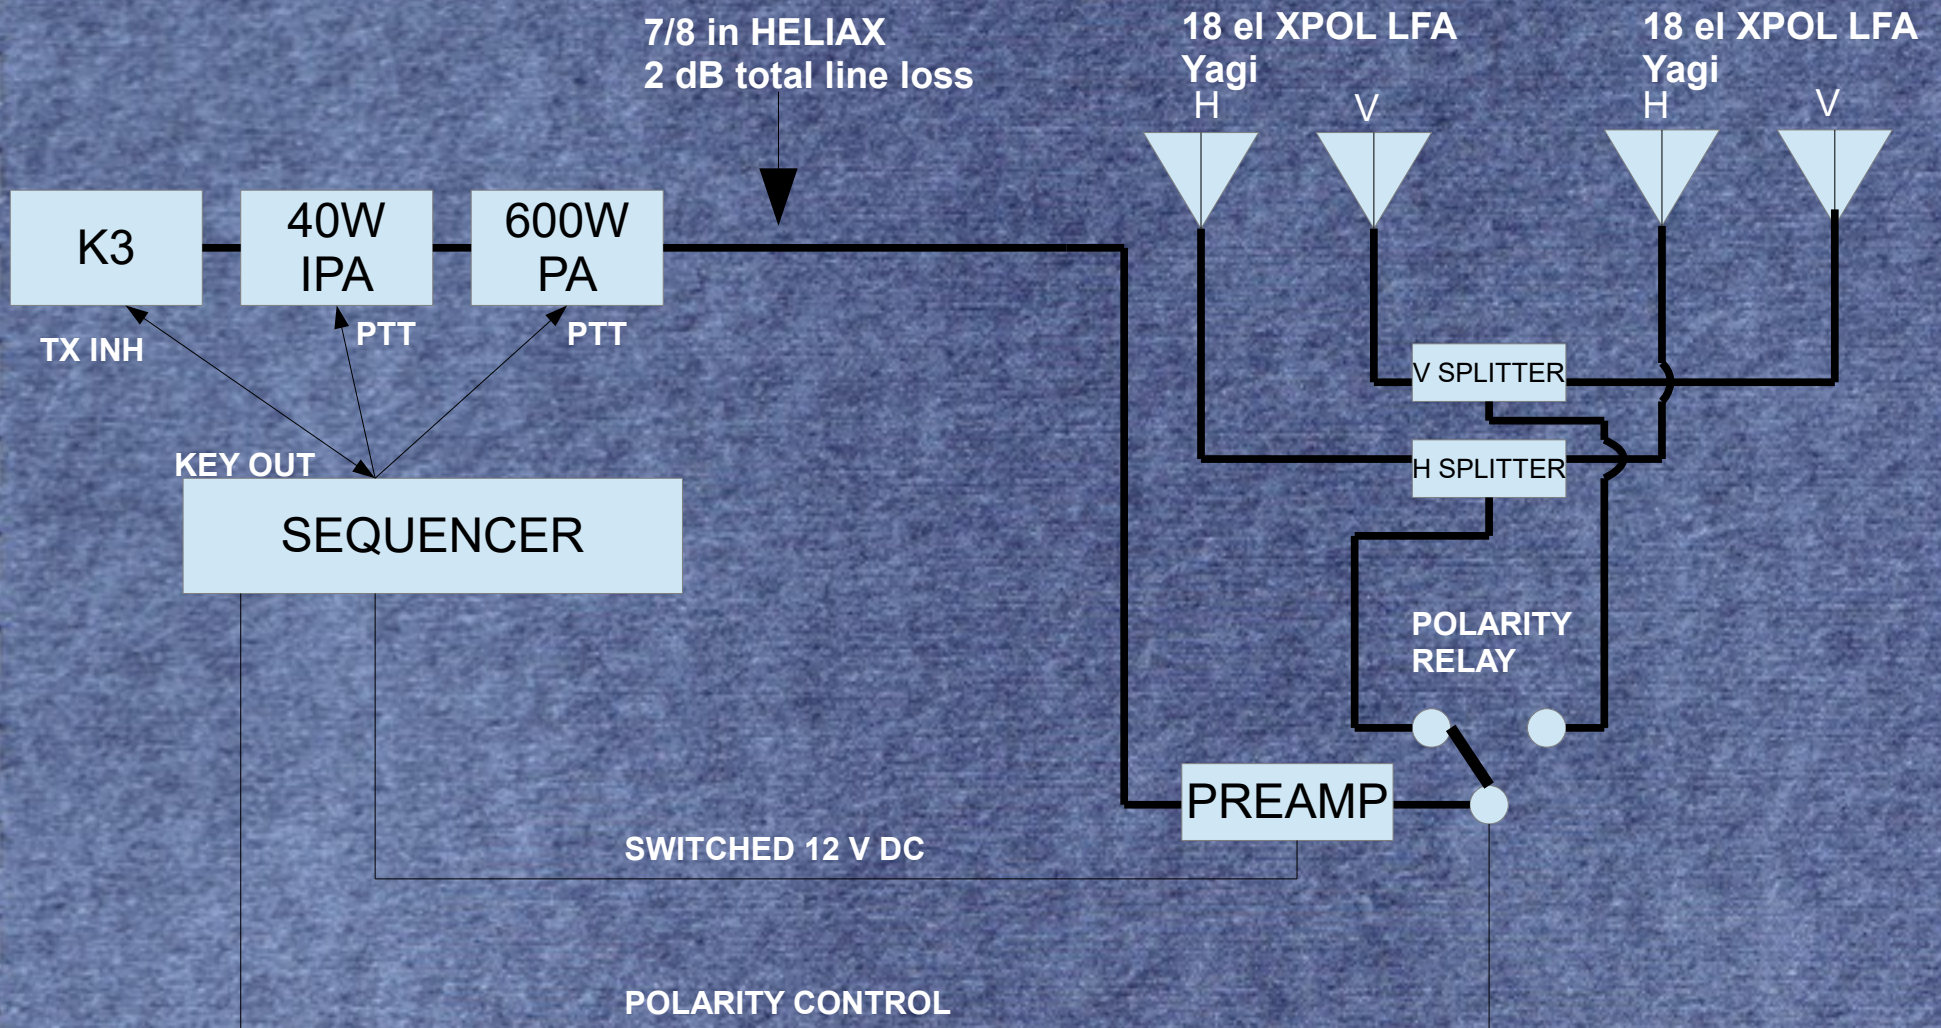 7/8 in HELIAX
2 dB total line loss
18 el XPOL LFA
Yagi
H
V
18 el XPOL LFA
Yagi
H
V
K3
40W
IPA
600W
PA
TX INH
PTT
PTT
V SPLITTER
KEY OUT
H SPLITTER
SEQUENCER
POLARITY
RELAY
PREAMP
SWITCHED 12 V DC
POLARITY CONTROL